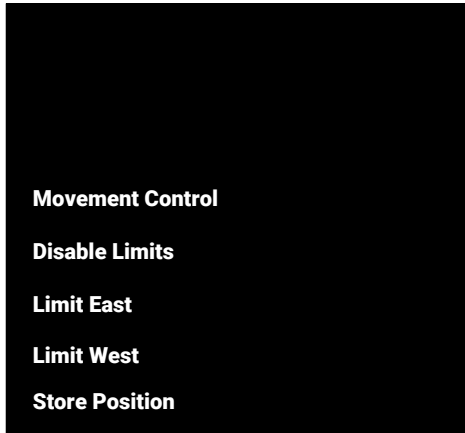 Movement Control
Disable Limits
Limit East
Limit West
Store Position